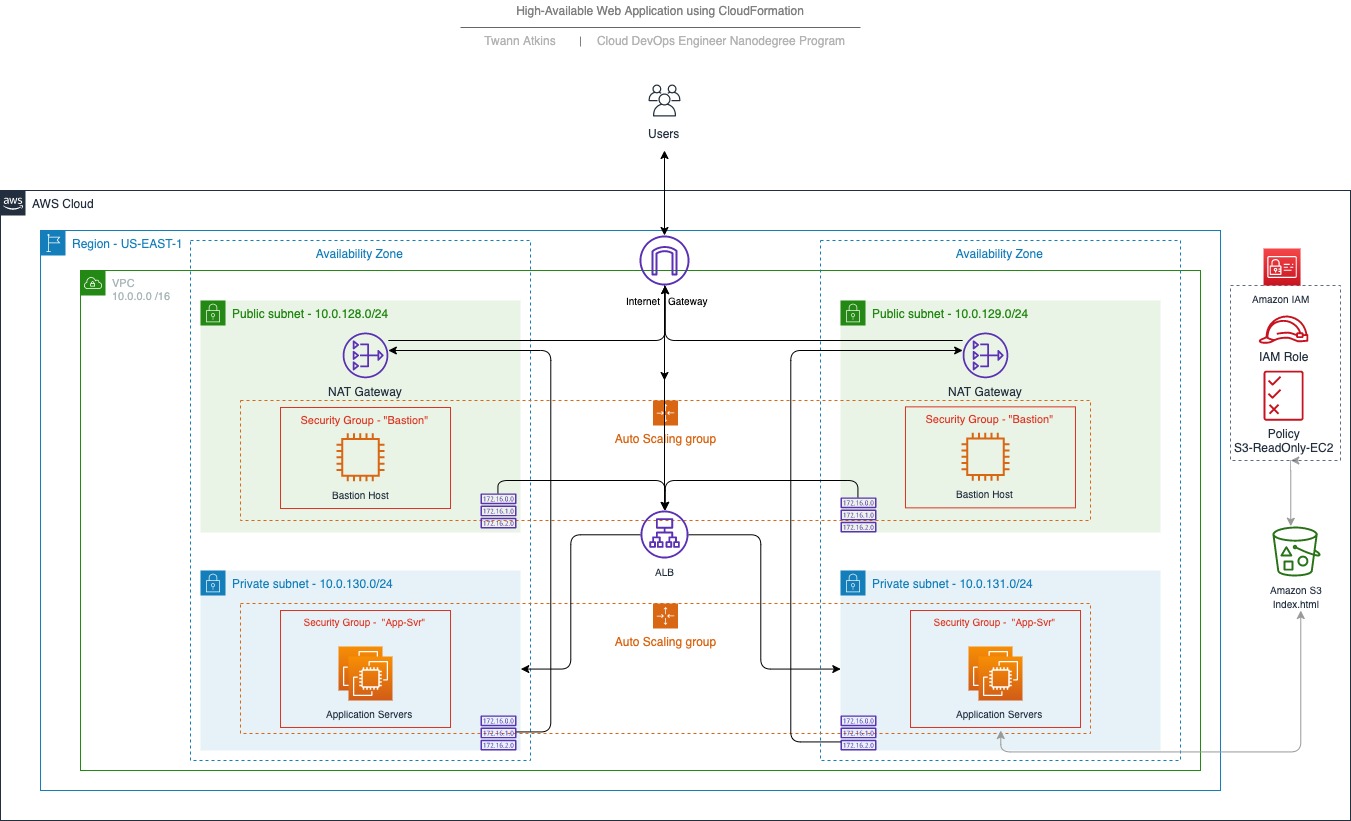 High-Available Web Application using CloudFormation
Twann Atkins | Cloud DevOps Engineer Nanodegree Program
Users
aws
AWS Cloud
Region - US-EAST-1
Availability Zone
Availability Zone
VPC
10.0.0.0 /16
Internet Gateway
Amazon IAM
IAM Role
Policy
S3-ReadOnly-EC2
Public subnet - 10.0.128.0/24
Public subnet - 10.0.129.0/24
NAT Gateway
NAT Gateway
Auto Scaling group
Security Group - "Bastion"
Bastion Host
Security Group - "Bastion"
Bastion Host
172.16.0.0
172.16.1.0
172.16.2.0
172.16.0.0
172.16.1.0
172.16.2.0
ALB
Amazon S3
Index.html
Private subnet - 10.0.130.0/24
Private subnet - 10.0.131.0/24
Auto Scaling group
Security Group - "App-Svr"
Application Servers
Security Group - "App-Svr"
Application Servers
172.16.0.0
172.16.1.0
172.16.2.0
172.16.0.0
172.16.1.0
172.16.2.0